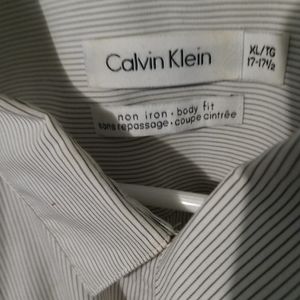 Calvin Klein
XL/TG
17-17½
non iron • body fit
sans repassage • coupe cintrée